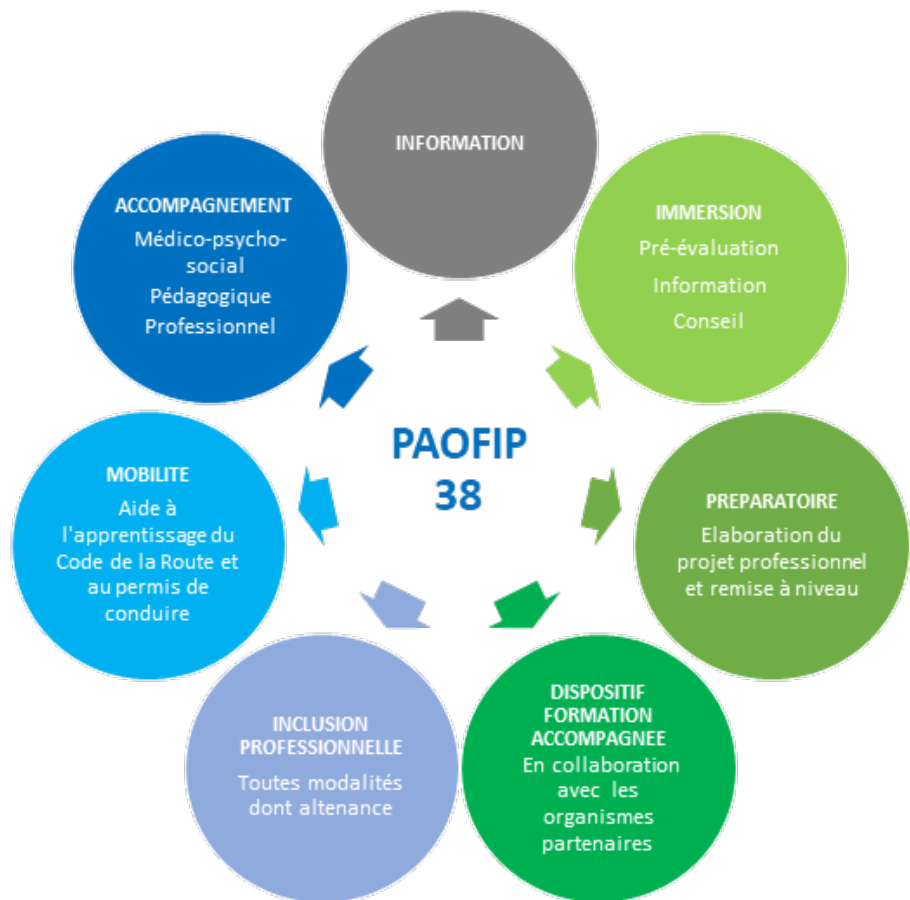 INFORMATION
IMMERSION
Pré-évaluation
Information
Conseil
PREPARATOIRE
Elaboration du
projet professionnel
et remise à niveau
DISPOSITIF
FORMATION
ACCOMPAGNEE
En collaboration
avec les
organismes
partenaires
INCLUSION
PROFESSIONNELLE
Toutes modalités
dont altenance
MOBILITE
Aide à
l'apprentissage du
Code de la Route et
au permis de
conduire
ACCOMPAGNEMENT
Médico-psycho-
social
Pédagogique
Professionnel
PAOFIP
38